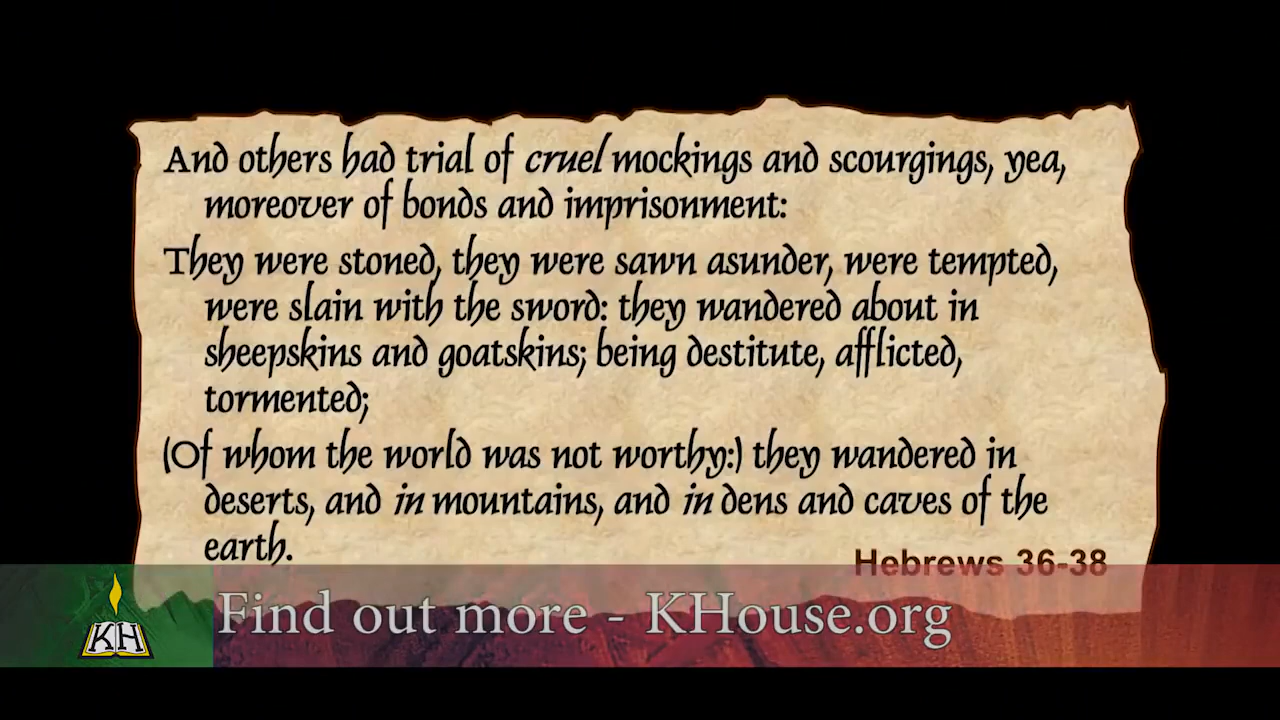 And others had trial of cruel mockings and scourgings, yea,
moreover of bonds and imprisonment:
They were stoned, they were sawn asunder, were tempted,
were slain with the sword: they wandered about in
sheepskins and goatskins; being destitute, afflicted,
tormented;
(Of whom the world was not worthy:) they wandered in
deserts, and in mountains, and in dens and caves of the
earth.
Hebrews 36-38
KH
Find out more - KHouse.org